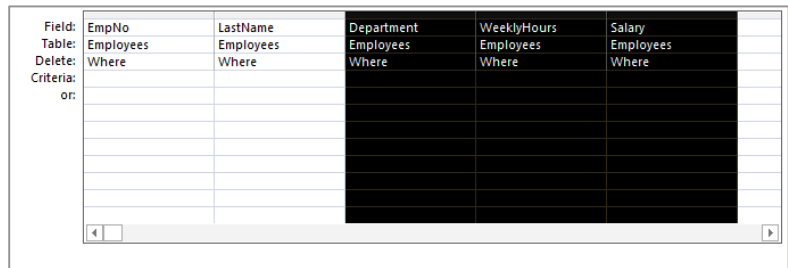 Field: EmpNo LastName Department WeeklyHours Salary
Table: Employees Employees Employees Employees Employees
Delete: Where Where Where Where Where
Criteria:
or: